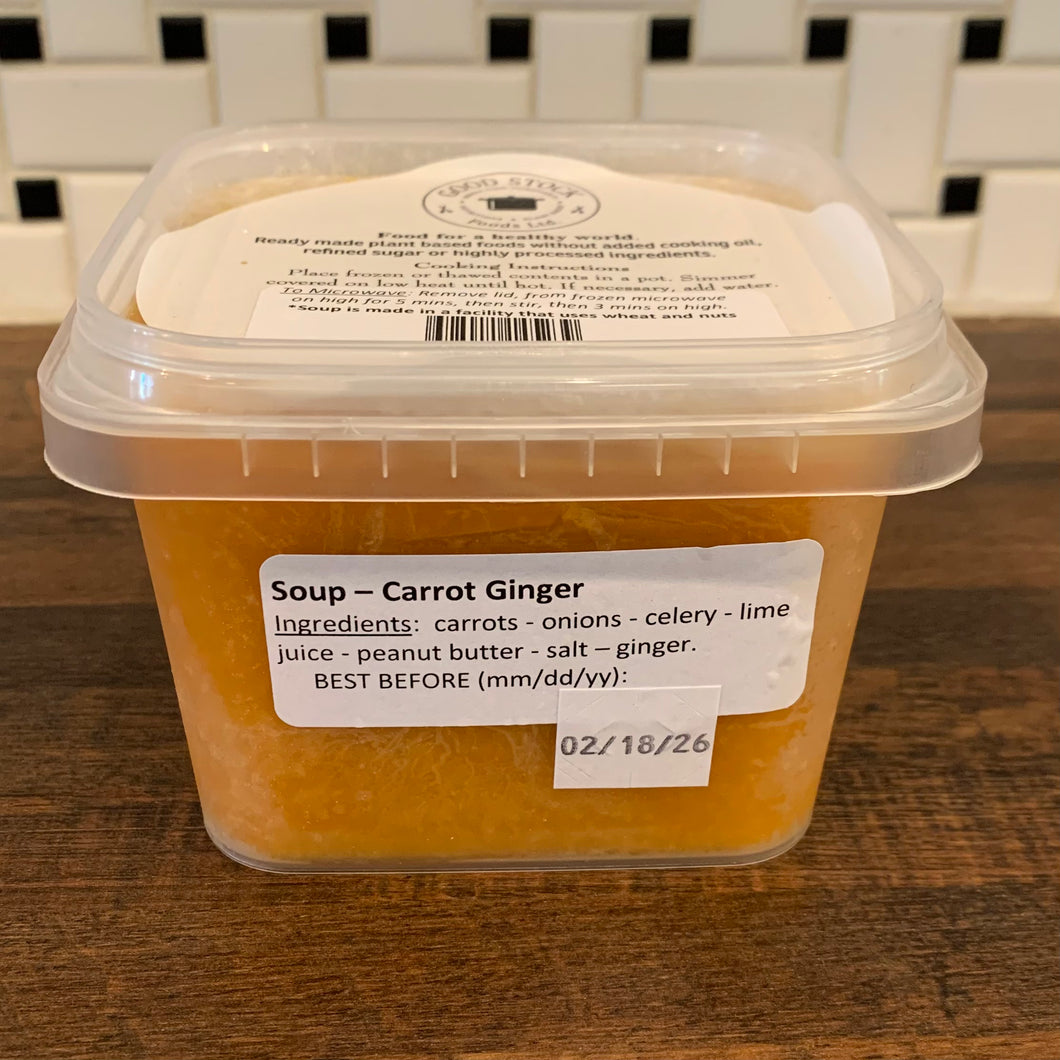 GOOD STOCK
Foods Ltd
Food for a healthy world.
Ready made plant based foods without added cooking oil,
refined sugar or highly processed ingredients.
Cooking Instructions
Place frozen or thawed contents in a pot. Simmer
covered on low heat until hot. If necessary, add water.
To Microwave: Remove lid, from frozen microwave
on high for 5 mins, then stir, then 3 mins on high.
*Soup is made in a facility that uses wheat and nuts
Soup – Carrot Ginger
Ingredients: carrots - onions - celery - lime
juice - peanut butter - salt – ginger.
BEST BEFORE (mm/dd/yy):
02/18/26